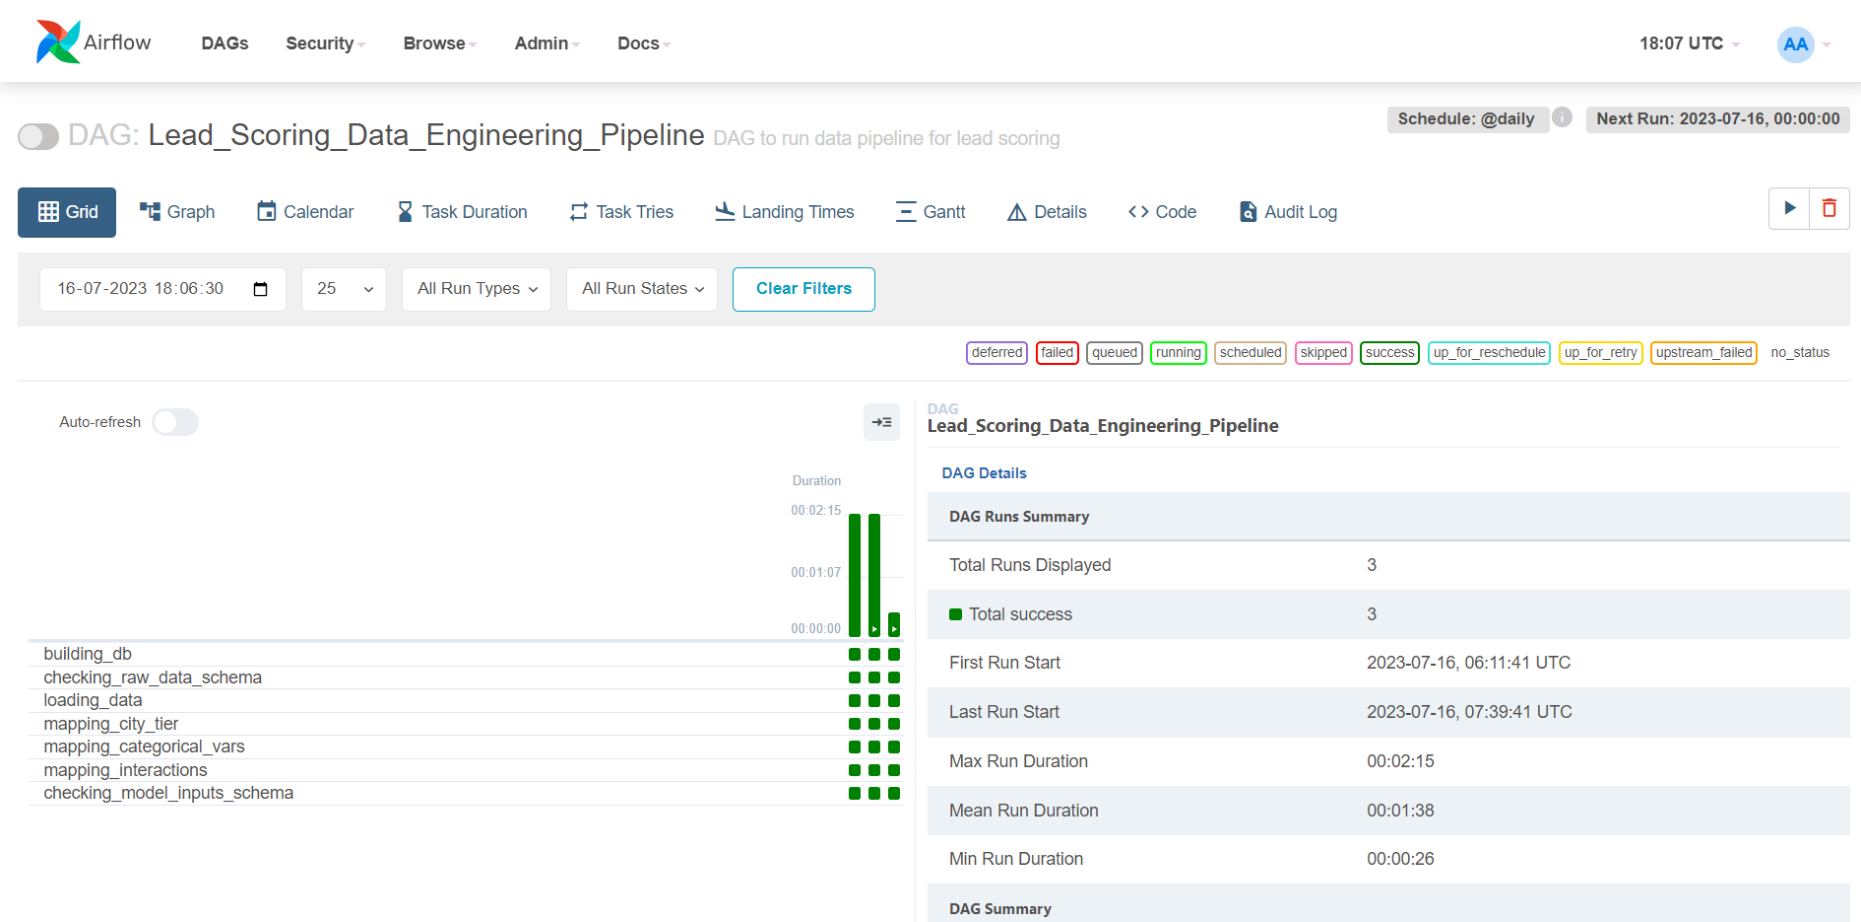 Airflow DAGs Security Browse Admin Docs 18:07 UTC AA
Schedule: @daily i Next Run: 2023-07-16, 00:00:00
DAG: Lead_Scoring_Data_Engineering_Pipeline DAG to run data pipeline for lead scoring
Grid Graph Calendar Task Duration Task Tries Landing Times Gantt Details Code Audit Log
16-07-2023 18:06:30 25 All Run Types All Run States Clear Filters
deferred failed queued running scheduled skipped success up_for_reschedule up_for_retry upstream_failed no_status
Auto-refresh
Duration
00:02:15
00:01:07
00:00:00
building_db
checking_raw_data_schema
loading_data
mapping_city_tier
mapping_categorical_vars
mapping_interactions
checking_model_inputs_schema
DAG
Lead_Scoring_Data_Engineering_Pipeline
DAG Details
DAG Runs Summary
Total Runs Displayed 3
Total success 3
First Run Start 2023-07-16, 06:11:41 UTC
Last Run Start 2023-07-16, 07:39:41 UTC
Max Run Duration 00:02:15
Mean Run Duration 00:01:38
Min Run Duration 00:00:26
DAG Summary